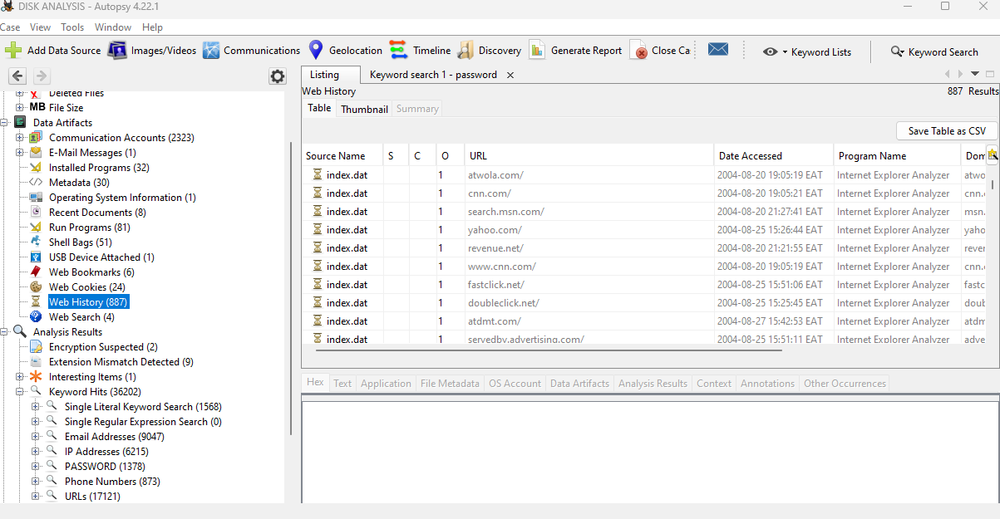 DISK ANALYSIS - Autopsy 4.22.1
Case View Tools Window Help
Add Data Source Images/Videos Communications Geolocation Timeline Discovery Generate Report Close Ca Keyword Lists Keyword Search
Listing Keyword search 1 - password
Deleted Files
MB File Size
Data Artifacts
Communication Accounts (2323)
E-Mail Messages (1)
Installed Programs (32)
Metadata (30)
Operating System Information (1)
Recent Documents (8)
Run Programs (81)
Shell Bags (51)
USB Device Attached (1)
Web Bookmarks (6)
Web Cookies (24)
Web History (887)
Web Search (4)
Analysis Results
Encryption Suspected (2)
Extension Mismatch Detected (9)
Interesting Items (1)
Keyword Hits (36202)
Single Literal Keyword Search (1568)
Single Regular Expression Search (0)
Email Addresses (9047)
IP Addresses (6215)
PASSWORD (1378)
Phone Numbers (873)
URLs (17121)
Web History 887 Results
Table Thumbnail Summary
Save Table as CSV
Source Name S C O URL Date Accessed Program Name Dom
index.dat 1 atwola.com/ 2004-08-20 19:05:19 EAT Internet Explorer Analyzer atwo
index.dat 1 cnn.com/ 2004-08-20 19:05:21 EAT Internet Explorer Analyzer cnn.
index.dat 1 search.msn.com/ 2004-08-20 21:27:41 EAT Internet Explorer Analyzer msn.
index.dat 1 yahoo.com/ 2004-08-25 15:26:44 EAT Internet Explorer Analyzer yaho
index.dat 1 revenue.net/ 2004-08-20 21:21:55 EAT Internet Explorer Analyzer rever
index.dat 1 www.cnn.com/ 2004-08-20 19:05:19 EAT Internet Explorer Analyzer cnn.
index.dat 1 fastclick.net/ 2004-08-25 15:51:06 EAT Internet Explorer Analyzer fastc
index.dat 1 doubleclick.net/ 2004-08-25 15:25:45 EAT Internet Explorer Analyzer doub
index.dat 1 atdmt.com/ 2004-08-27 15:42:53 EAT Internet Explorer Analyzer atdm
index.dat 1 servedby.advertising.com/ 2004-08-25 15:51:11 EAT Internet Explorer Analyzer adve
Hex Text Application File Metadata OS Account Data Artifacts Analysis Results Context Annotations Other Occurrences